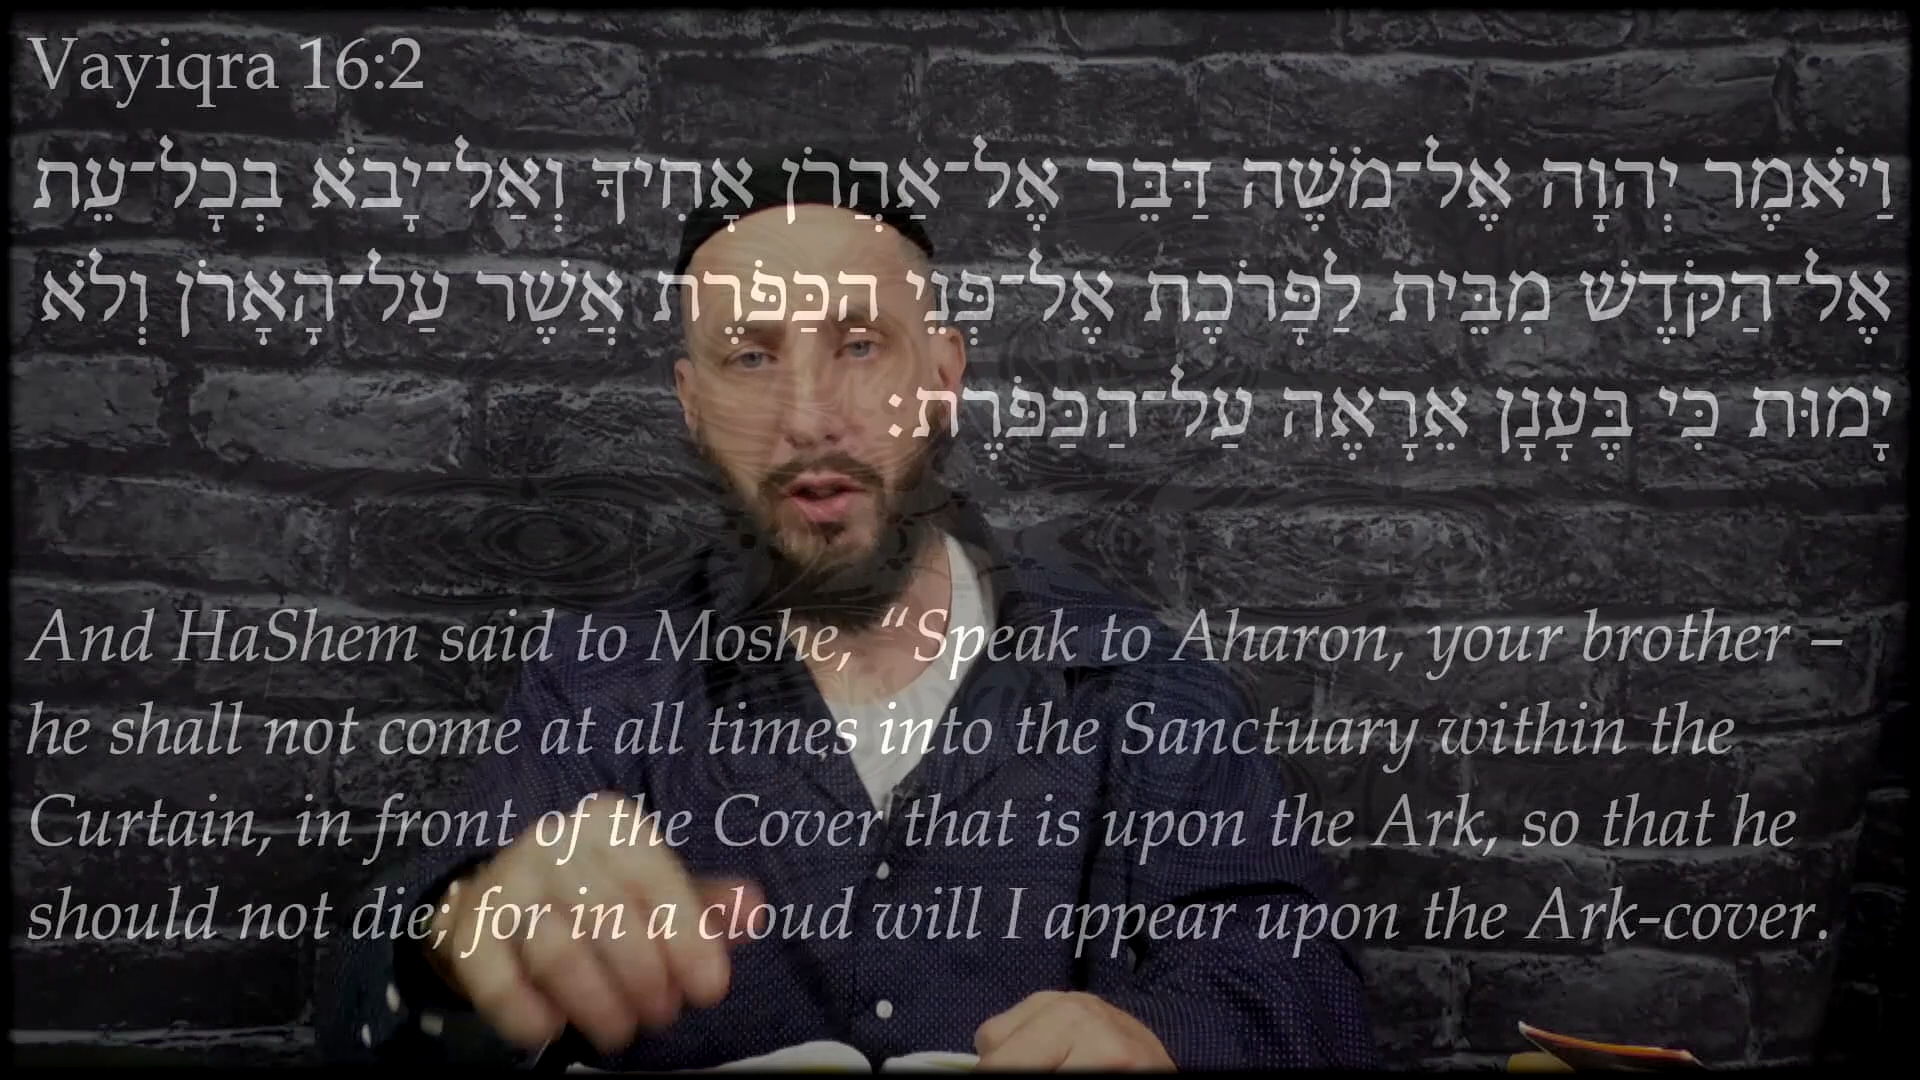 Vayiqra 16:2
וַיֹּאמֶר יְהוָה אֶל־מֹשֶׁה דַּבֵּר אֶל־אַהֲרֹן אָחִיךָ וְאַל־יָבֹא בְכָל־עֵת
אֶל־הַקֹּדֶשׁ מִבֵּית לַפָּרֹכֶת אֶל־פְּנֵי הַכַּפֹּרֶת אֲשֶׁר עַל־הָאָרֹן וְלֹא
יָמוּת כִּי בֶּעָנָן אֵרָאֶה עַל־הַכַּפֹּרֶת:
And HaShem said to Moshe, “Speak to Aharon, your brother –
he shall not come at all times into the Sanctuary within the
Curtain, in front of the Cover that is upon the Ark, so that he
should not die; for in a cloud will I appear upon the Ark-cover.